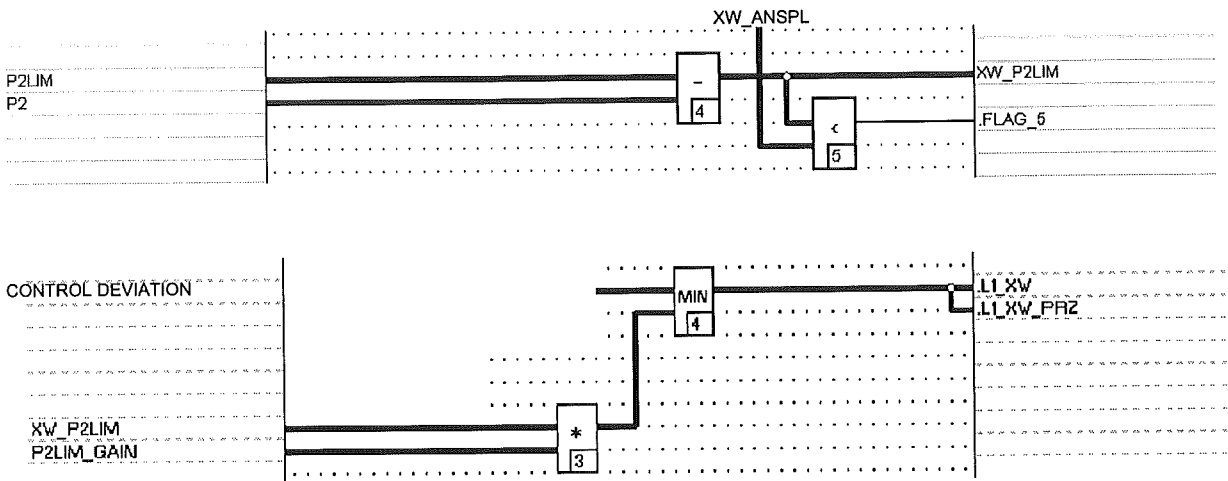 XW_ANSPL
P2LIM
-
XW_P2LIM
P2
4
<
.FLAG_5
5
CONTROL DEVIATION
MIN
.L1_XW
4
.L1_XW_PRZ
XW_P2LIM
*
P2LIM_GAIN
3